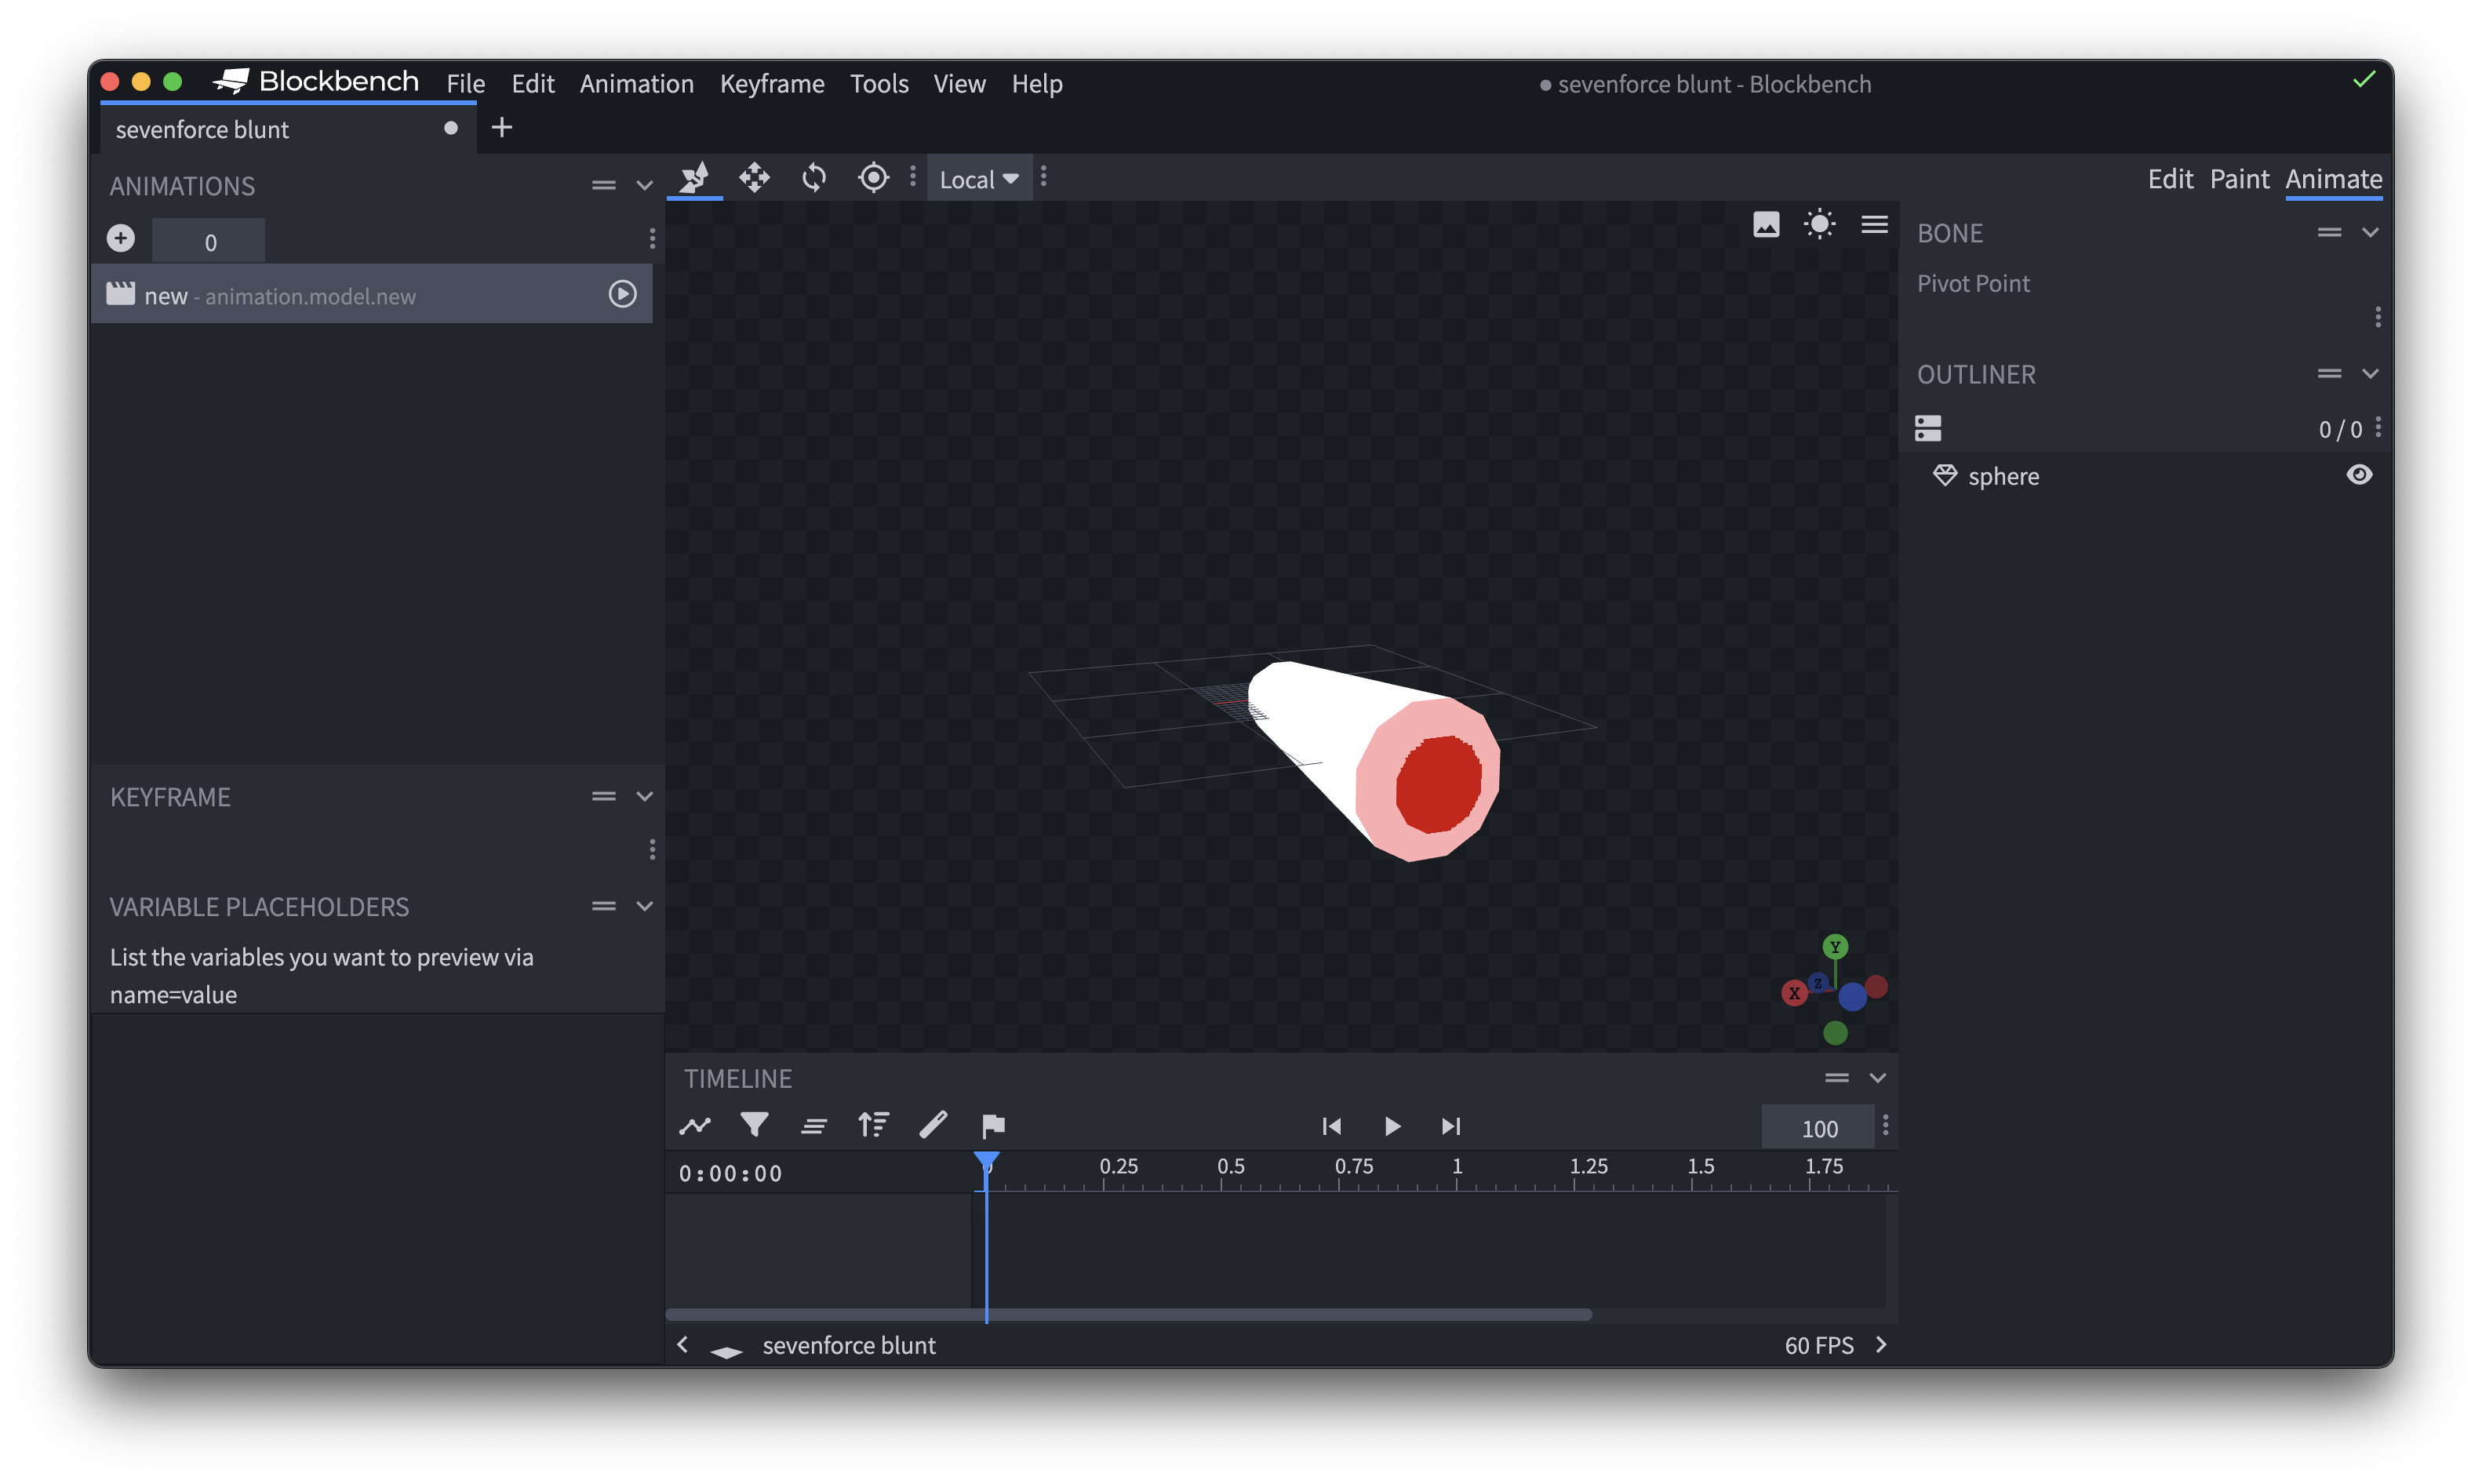 Blockbench File Edit Animation Keyframe Tools View Help
● sevenforce blunt - Blockbench
sevenforce blunt
ANIMATIONS
Local
Edit Paint Animate
0
new - animation.model.new
BONE
Pivot Point
OUTLINER
0 / 0
sphere
KEYFRAME
VARIABLE PLACEHOLDERS
List the variables you want to preview via
name=value
Y
X
Z
TIMELINE
100
0:00:00
0 0.25 0.5 0.75 1 1.25 1.5 1.75
sevenforce blunt
60 FPS